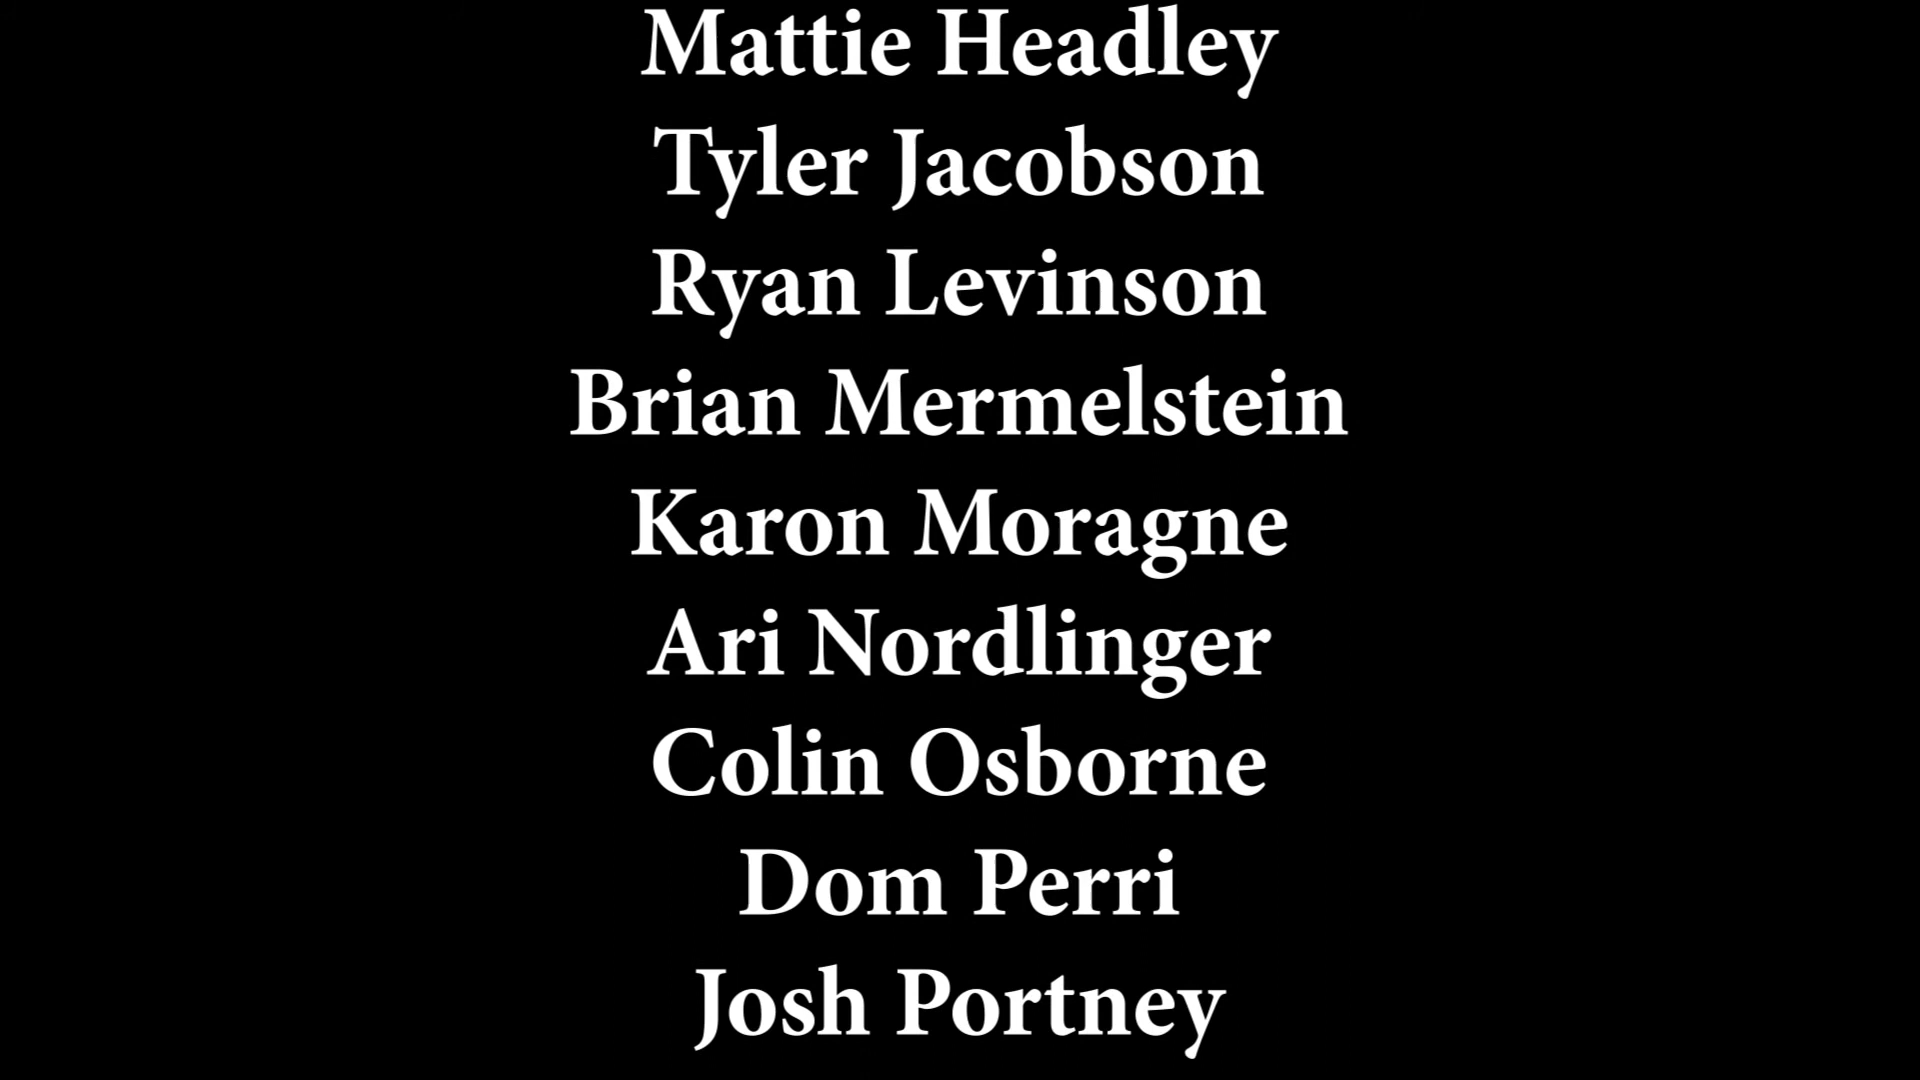 Mattie Headley
Tyler Jacobson
Ryan Levinson
Brian Mermelstein
Karon Moragne
Ari Nordlinger
Colin Osborne
Dom Perri
Josh Portney